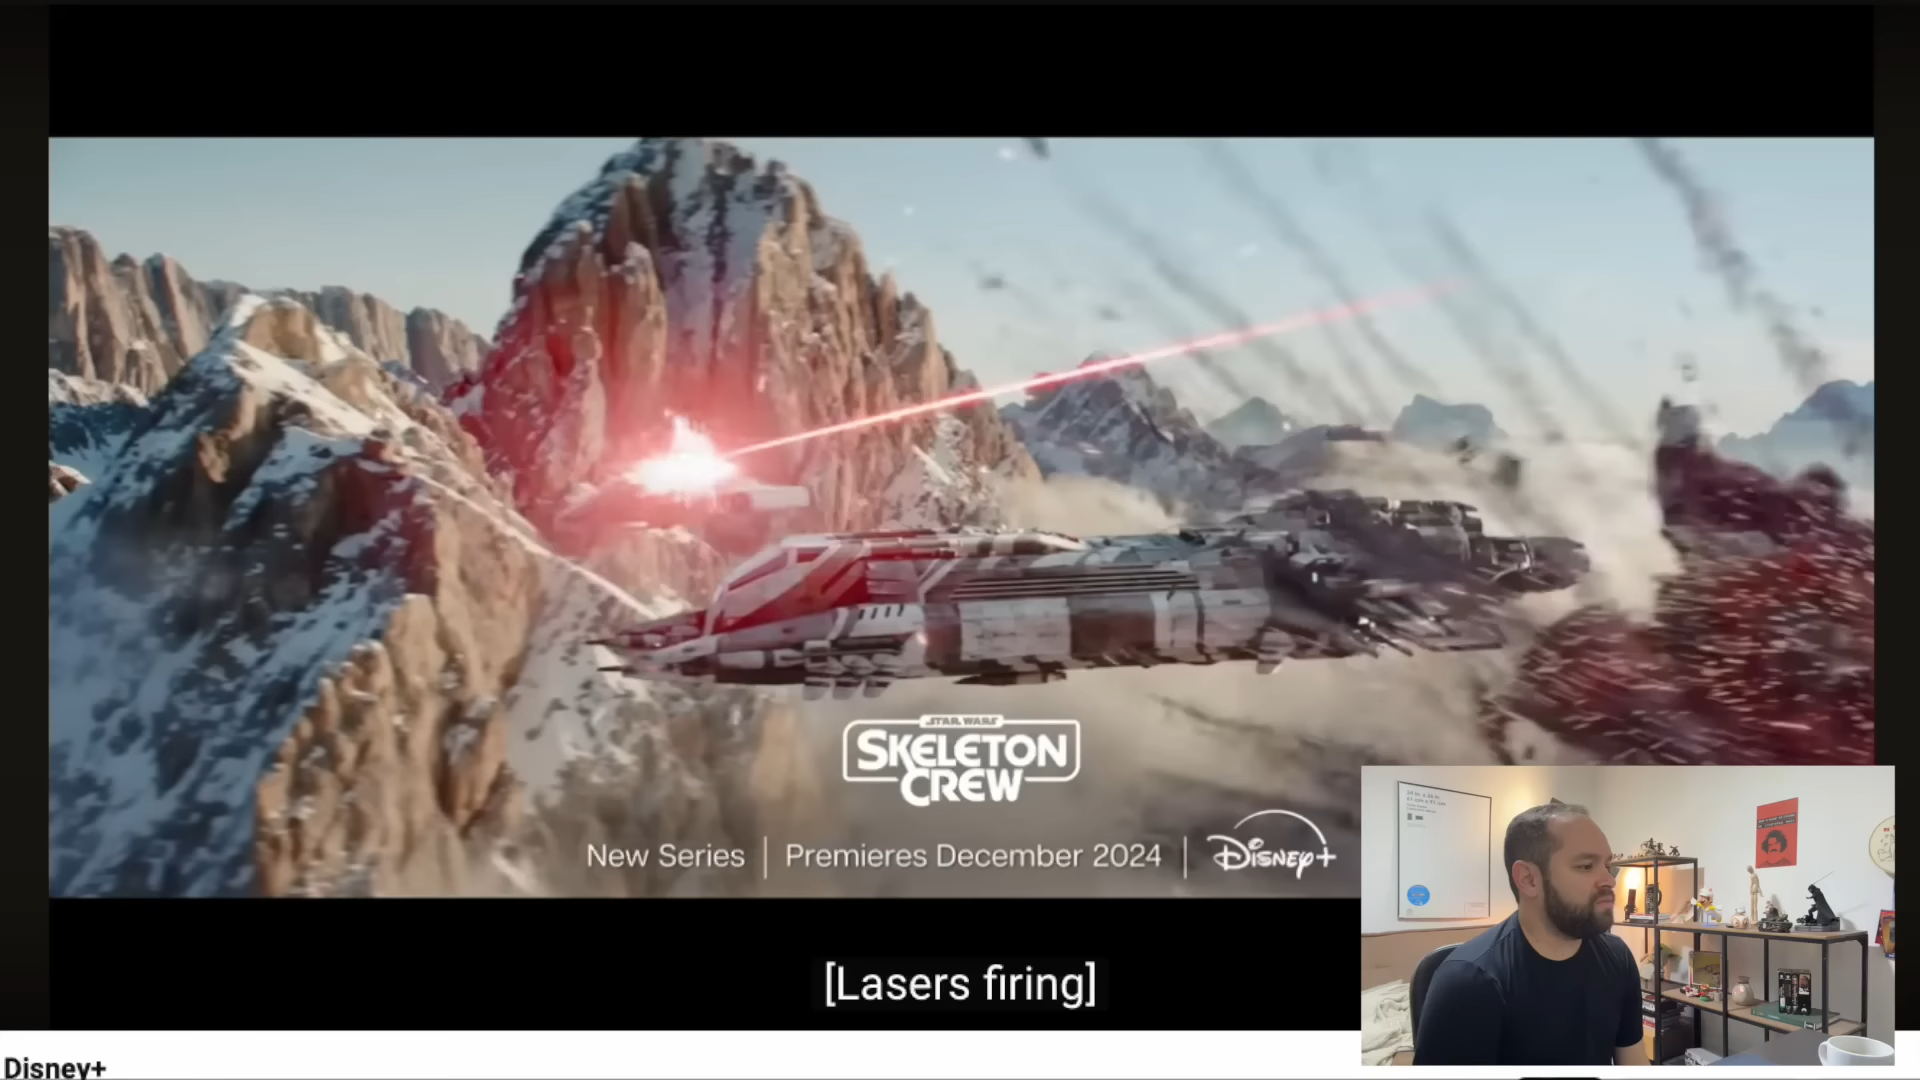 STAR WARS
SKELETON
CREW
New Series | Premieres December 2024 | Disney+
[Lasers firing]
Disney+